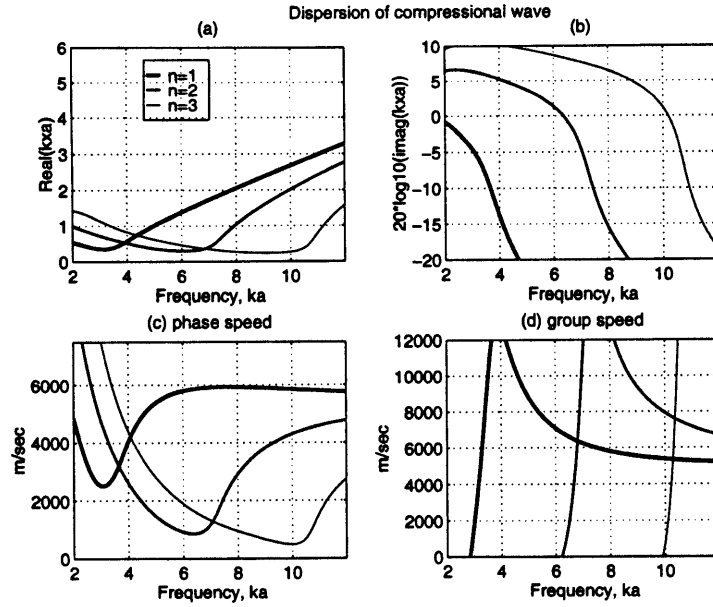 Dispersion of compressional wave
(a)
6
5
4
3
2
1
0
Real(kxa)
n=1
n=2
n=3
2 4 6 8 10
Frequency, ka
(b)
10
5
0
−5
−10
−15
−20
20*log10(imag(kxa))
2 4 6 8 10
Frequency, ka
(c) phase speed
6000
4000
2000
0
m/sec
2 4 6 8 10
Frequency, ka
(d) group speed
12000
10000
8000
6000
4000
2000
0
m/sec
2 4 6 8 10
Frequency, ka